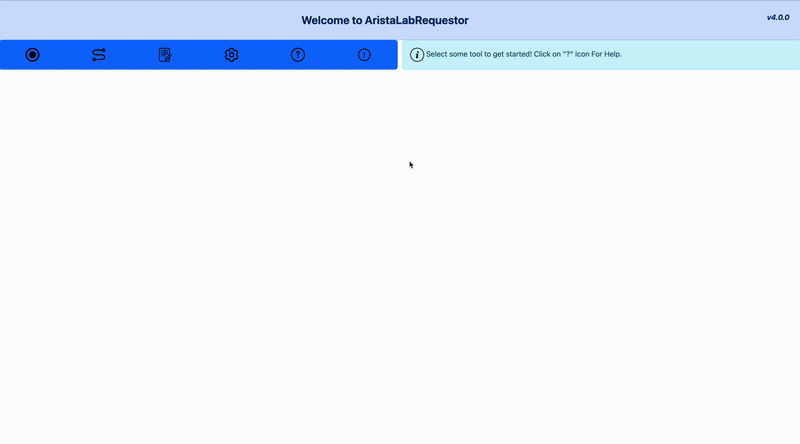 Welcome to AristaLabRequestor
v4.0.0
Select some tool to get started! Click on "?" Icon For Help.